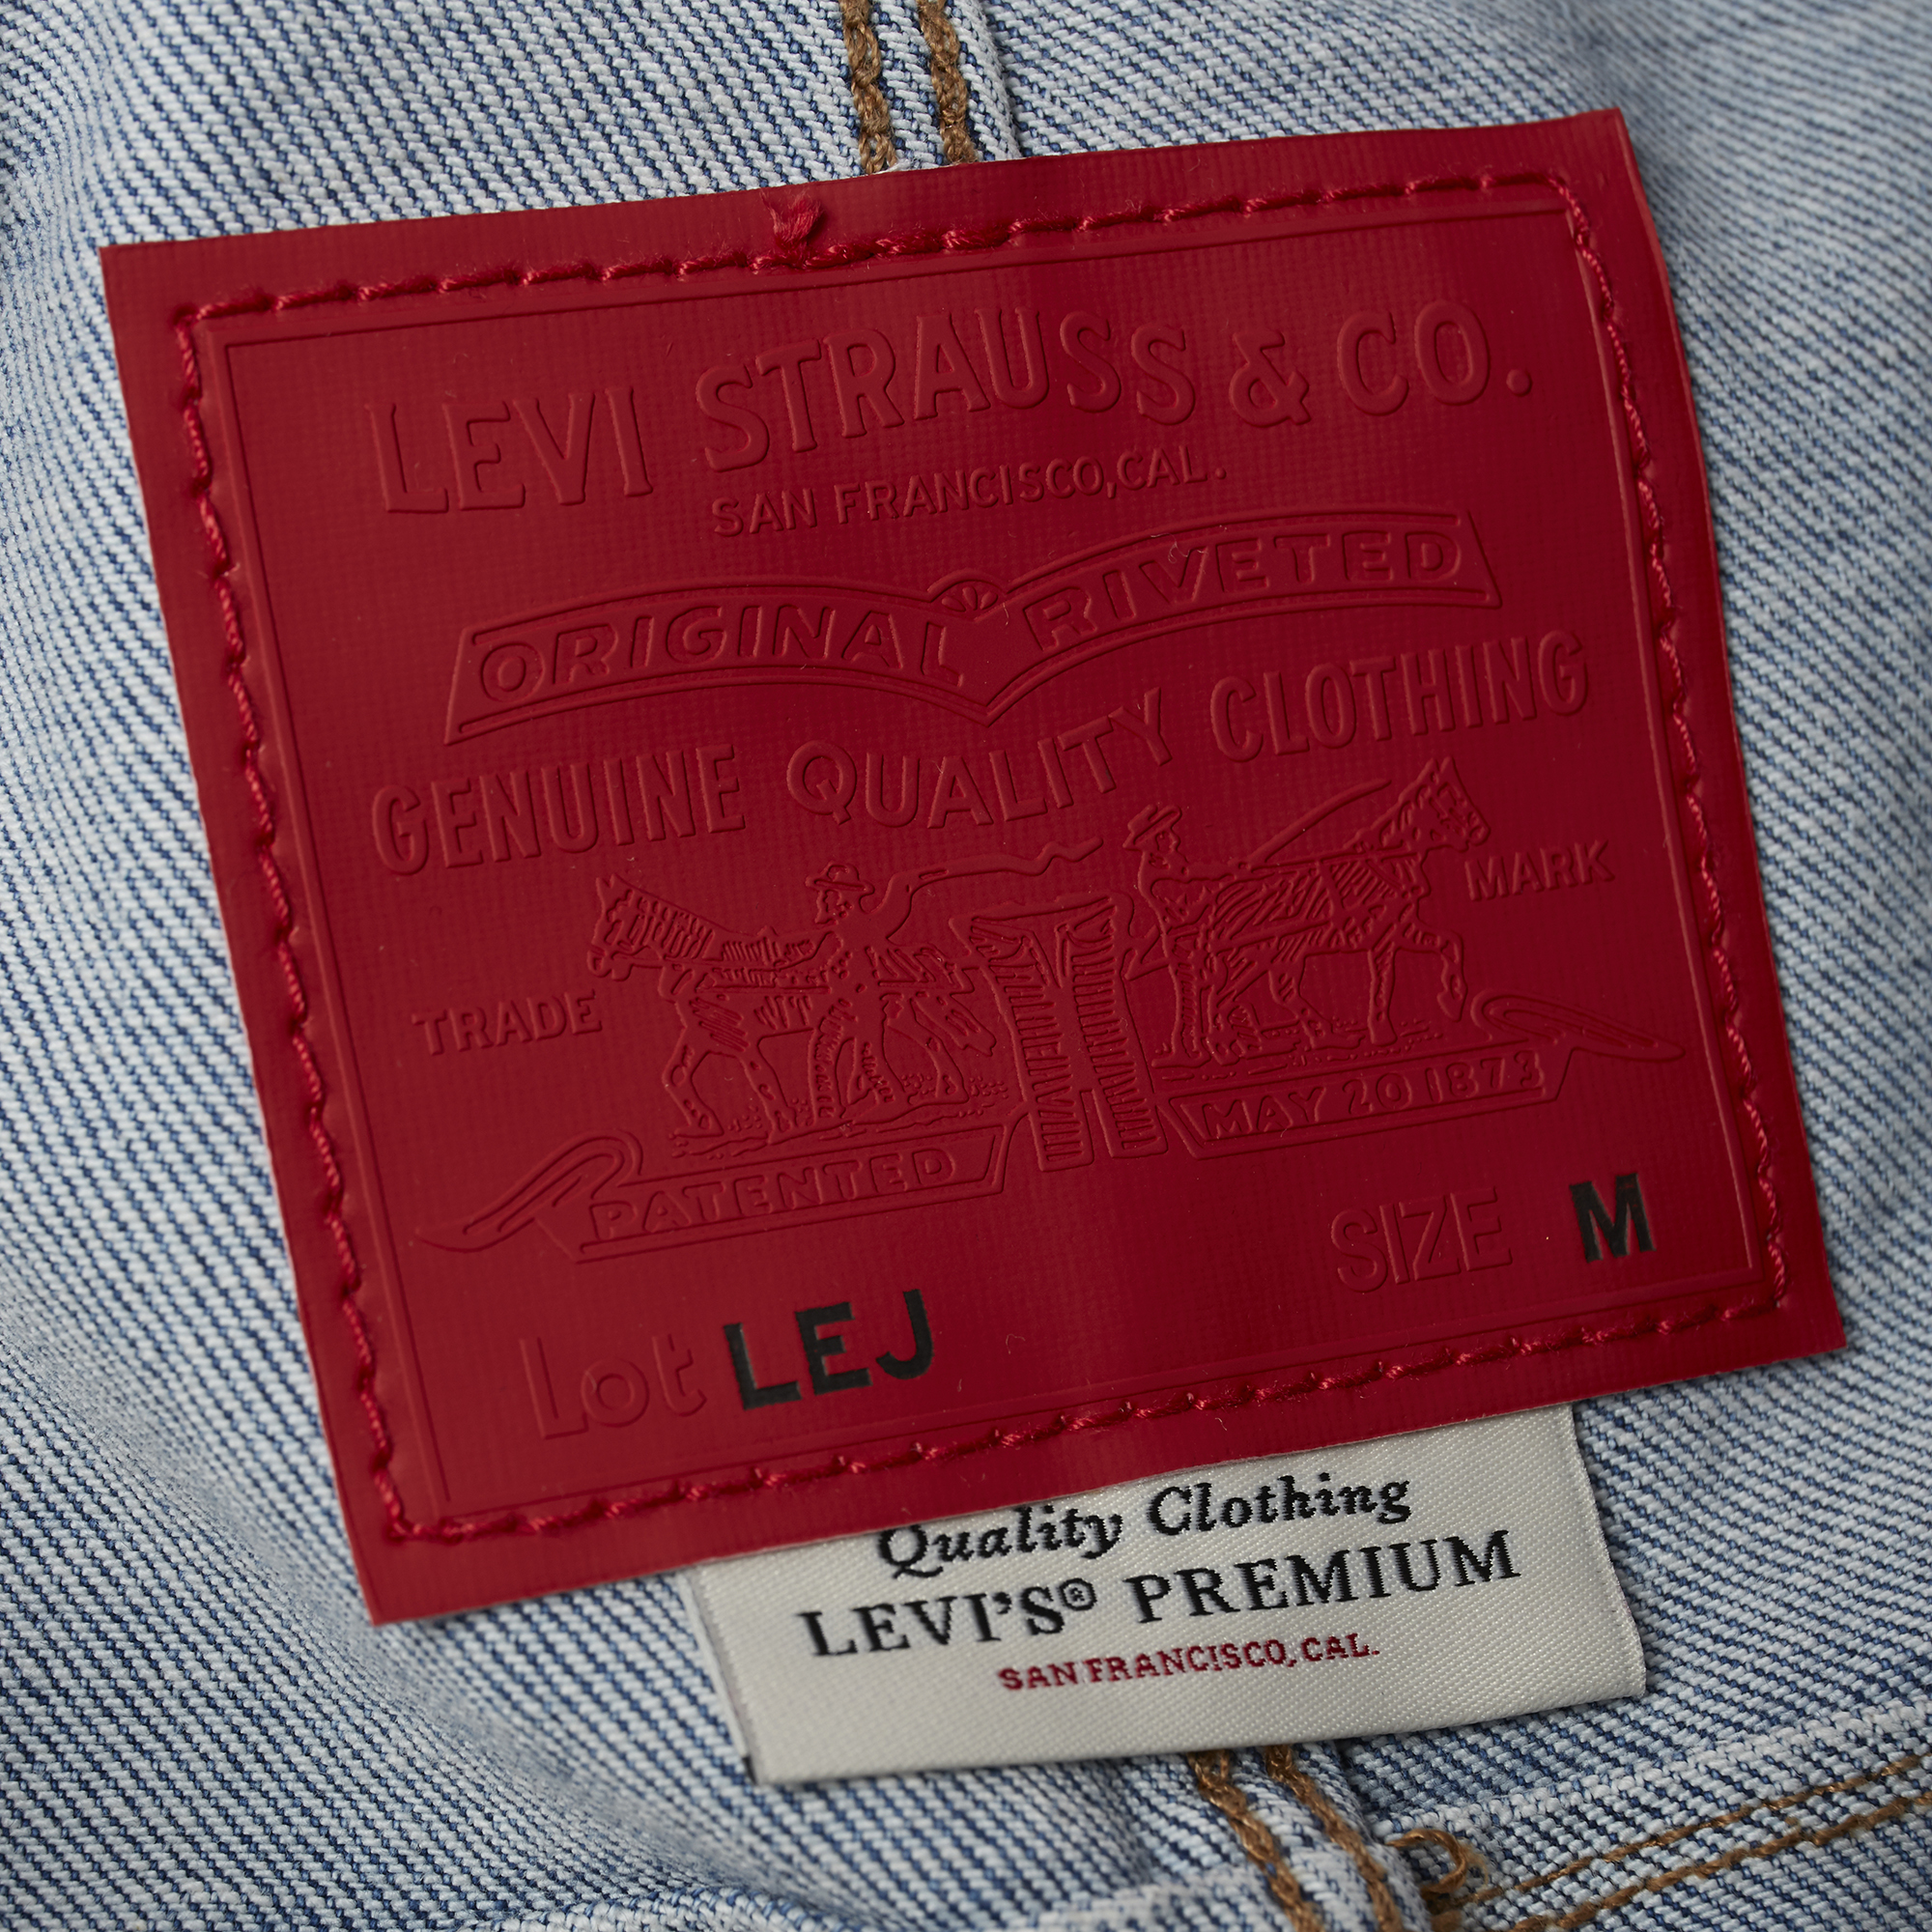 LEVI STRAUSS & CO.
SAN FRANCISCO, CAL.
ORIGINAL RIVETED
GENUINE QUALITY CLOTHING
TRADE MARK
PATENTED MAY 20 1873
SIZE M
Lot LEJ
Quality Clothing
LEVI'S® PREMIUM
SAN FRANCISCO, CAL.